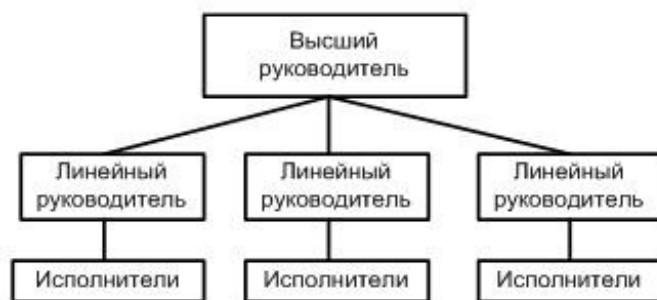 Высший
руководитель
Линейный
руководитель
Линейный
руководитель
Линейный
руководитель
Исполнители
Исполнители
Исполнители